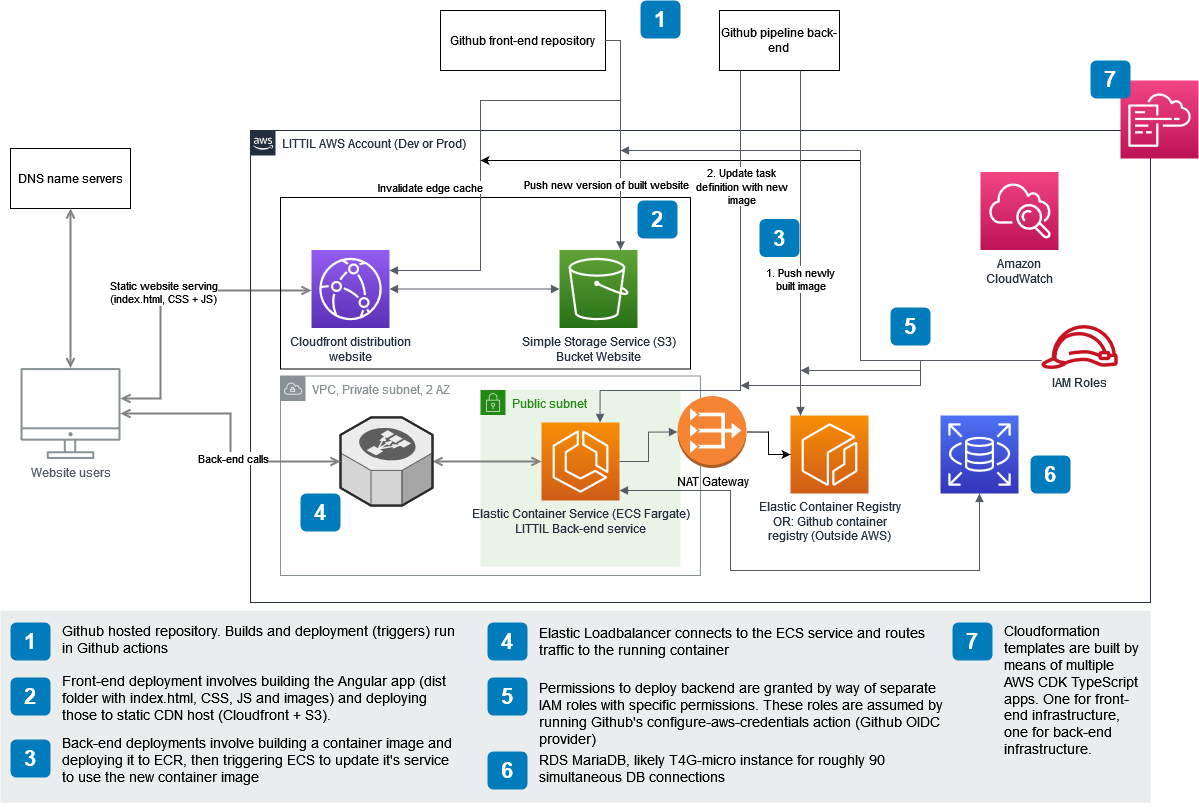 Github front-end repository
1
Github pipeline back-
end
7
aws
LITTIL AWS Account (Dev or Prod)
DNS name servers
Invalidate edge cache
Push new version of built website
2. Update task
definition with new
image
2
3
Amazon
CloudWatch
1. Push newly
built image
Static website serving
(index.html, CSS + JS)
5
Cloudfront distribution
website
Simple Storage Service (S3)
Bucket Website
IAM Roles
VPC, Private subnet, 2 AZ
Public subnet
Website users
Back-end calls
NAT Gateway
6
4
Elastic Container Service (ECS Fargate)
LITTIL Back-end service
Elastic Container Registry
OR: Github container
registry (Outside AWS)
1
Github hosted repository. Builds and deployment (triggers) run
in Github actions
2
Front-end deployment involves building the Angular app (dist
folder with index.html, CSS, JS and images) and deploying
those to static CDN host (Cloudfront + S3).
3
Back-end deployments involve building a container image and
deploying it to ECR, then triggering ECS to update it's service
to use the new container image
4
Elastic Loadbalancer connects to the ECS service and routes
traffic to the running container
5
Permissions to deploy backend are granted by way of separate
IAM roles with specific permissions. These roles are assumed by
running Github's configure-aws-credentials action (Github OIDC
provider)
6
RDS MariaDB, likely T4G-micro instance for roughly 90
simultaneous DB connections
7
Cloudformation
templates are built by
means of multiple
AWS CDK TypeScript
apps. One for front-
end infrastructure,
one for back-end
infrastructure.